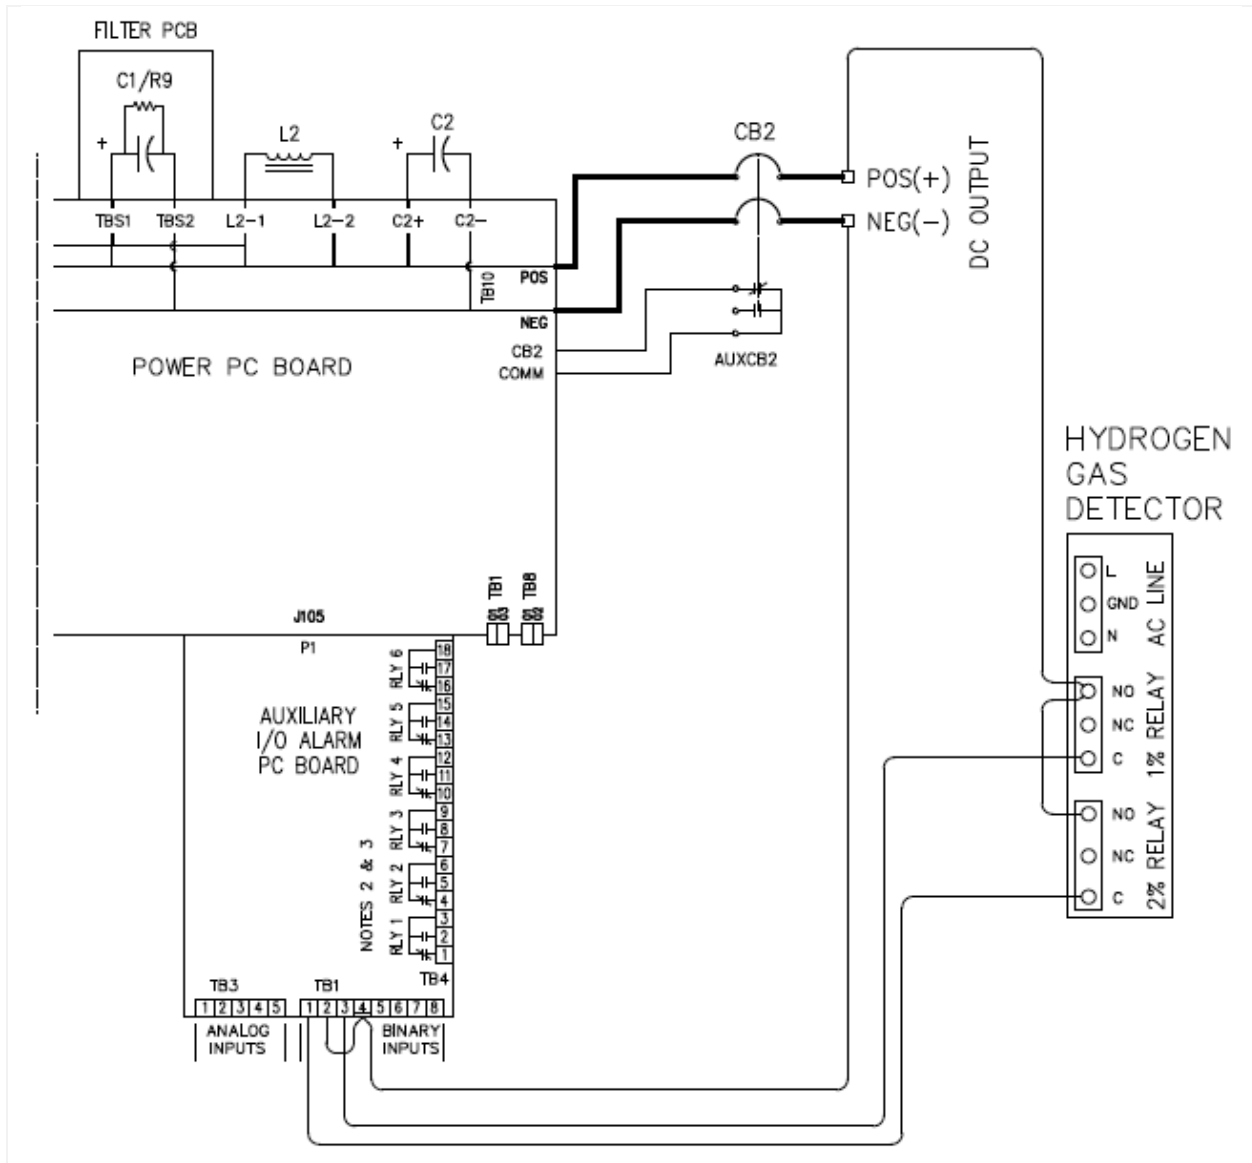 FILTER PCB
C1/R9
+
L2
+
C2
CB2
POS(+)
NEG(-)
DC OUTPUT
TBS1 TBS2 L2-1 L2-2 C2+ C2-
TB10
POS
NEG
CB2
COMM
AUXCB2
POWER PC BOARD
HYDROGEN
GAS
DETECTOR
L
GND
N
AC LINE
NO
NC
C
1% RELAY
NO
NC
C
2% RELAY
TB1
TB8
J105
P1
AUXILIARY
I/O ALARM
PC BOARD
NOTES 2 & 3
RLY 6
RLY 5
RLY 4
RLY 3
RLY 2
RLY 1
18
17
16
15
14
13
12
11
10
9
8
7
6
5
4
3
2
1
TB4
TB3
1 2 3 4 5
ANALOG
INPUTS
TB1
1 2 3 4 5 6 7 8
BINARY
INPUTS